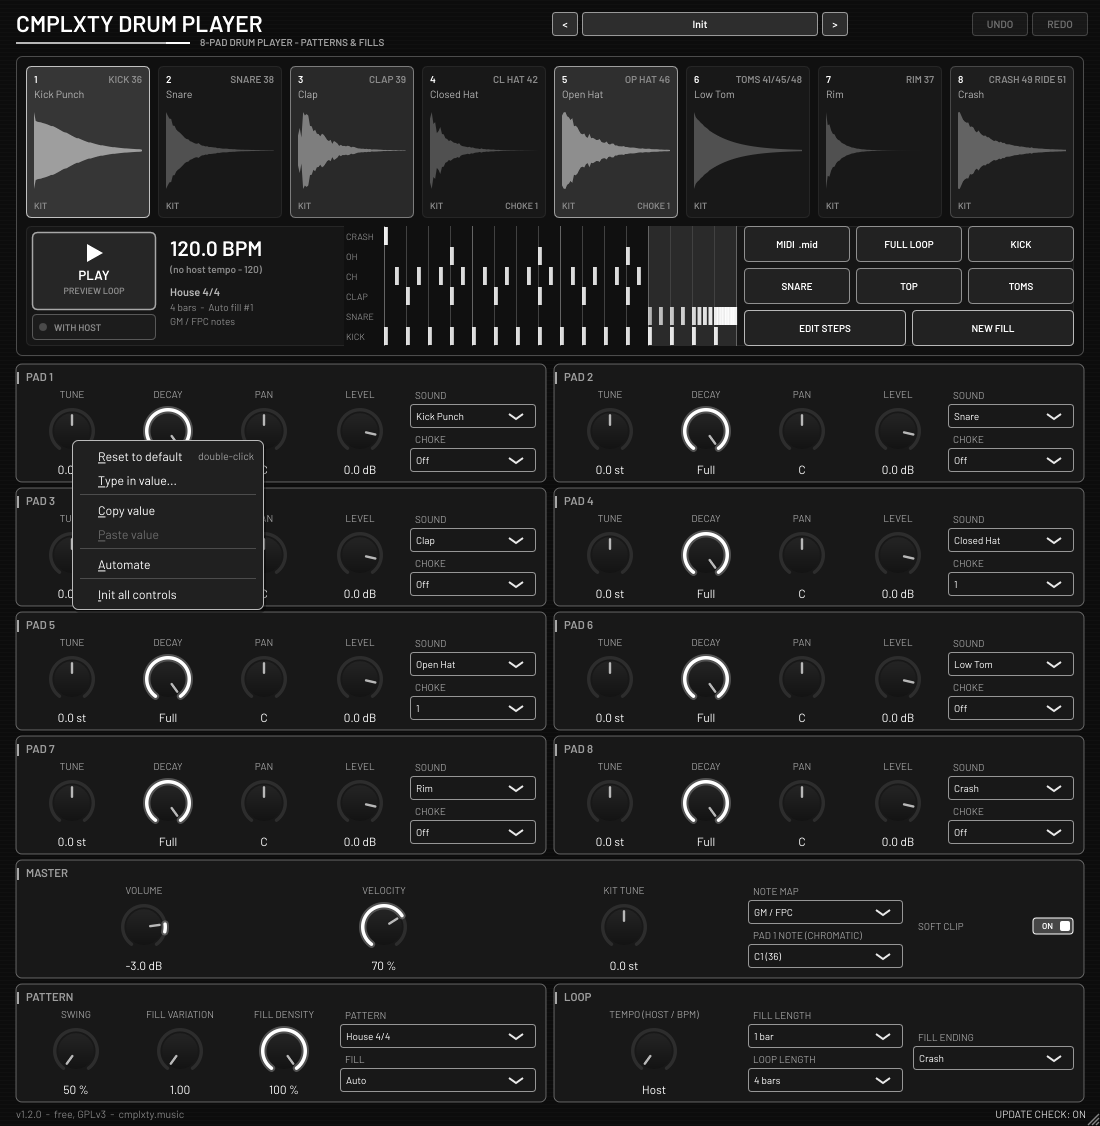 CMPLXTY DRUM PLAYER
8-PAD DRUM PLAYER - PATTERNS & FILLS
< Init >
UNDO REDO
1 KICK 36
Kick Punch
KIT
2 SNARE 38
Snare
KIT
3 CLAP 39
Clap
KIT
4 CL HAT 42
Closed Hat
KIT CHOKE 1
5 OP HAT 46
Open Hat
KIT CHOKE 1
6 TOMS 41/45/48
Low Tom
KIT
7 RIM 37
Rim
KIT
8 CRASH 49 RIDE 51
Crash
KIT
PLAY
PREVIEW LOOP
WITH HOST
120.0 BPM
(no host tempo - 120)
House 4/4
4 bars - Auto fill #1
GM / FPC notes
CRASH
OH
CH
CLAP
SNARE
KICK
MIDI .mid FULL LOOP KICK
SNARE TOP TOMS
EDIT STEPS NEW FILL
PAD 1
TUNE DECAY PAN LEVEL SOUND
Kick Punch
CHOKE
Off
0.0 C 0.0 dB
Reset to default double-click
Type in value...
Copy value
Paste value
Automate
Init all controls
PAD 2
TUNE DECAY PAN LEVEL SOUND
Snare
CHOKE
Off
0.0 st Full C 0.0 dB
PAD 3
TU LEVEL SOUND
Clap
CHOKE
Off
0.0 C 0.0 dB
PAD 4
TUNE DECAY PAN LEVEL SOUND
Closed Hat
CHOKE
1
0.0 st Full C 0.0 dB
PAD 5
TUNE DECAY PAN LEVEL SOUND
Open Hat
CHOKE
1
0.0 st Full C 0.0 dB
PAD 6
TUNE DECAY PAN LEVEL SOUND
Low Tom
CHOKE
Off
0.0 st Full C 0.0 dB
PAD 7
TUNE DECAY PAN LEVEL SOUND
Rim
CHOKE
Off
0.0 st Full C 0.0 dB
PAD 8
TUNE DECAY PAN LEVEL SOUND
Crash
CHOKE
Off
0.0 st Full C 0.0 dB
MASTER
VOLUME VELOCITY KIT TUNE NOTE MAP
GM / FPC
SOFT CLIP ON
PAD 1 NOTE (CHROMATIC)
C1 (36)
-3.0 dB 70 % 0.0 st
PATTERN
SWING FILL VARIATION FILL DENSITY PATTERN
House 4/4
FILL
Auto
50 % 1.00 100 %
LOOP
TEMPO (HOST / BPM) FILL LENGTH
1 bar
FILL ENDING
Crash
LOOP LENGTH
4 bars
Host
v1.2.0 - free, GPLv3 - cmplxty.music
UPDATE CHECK: ON